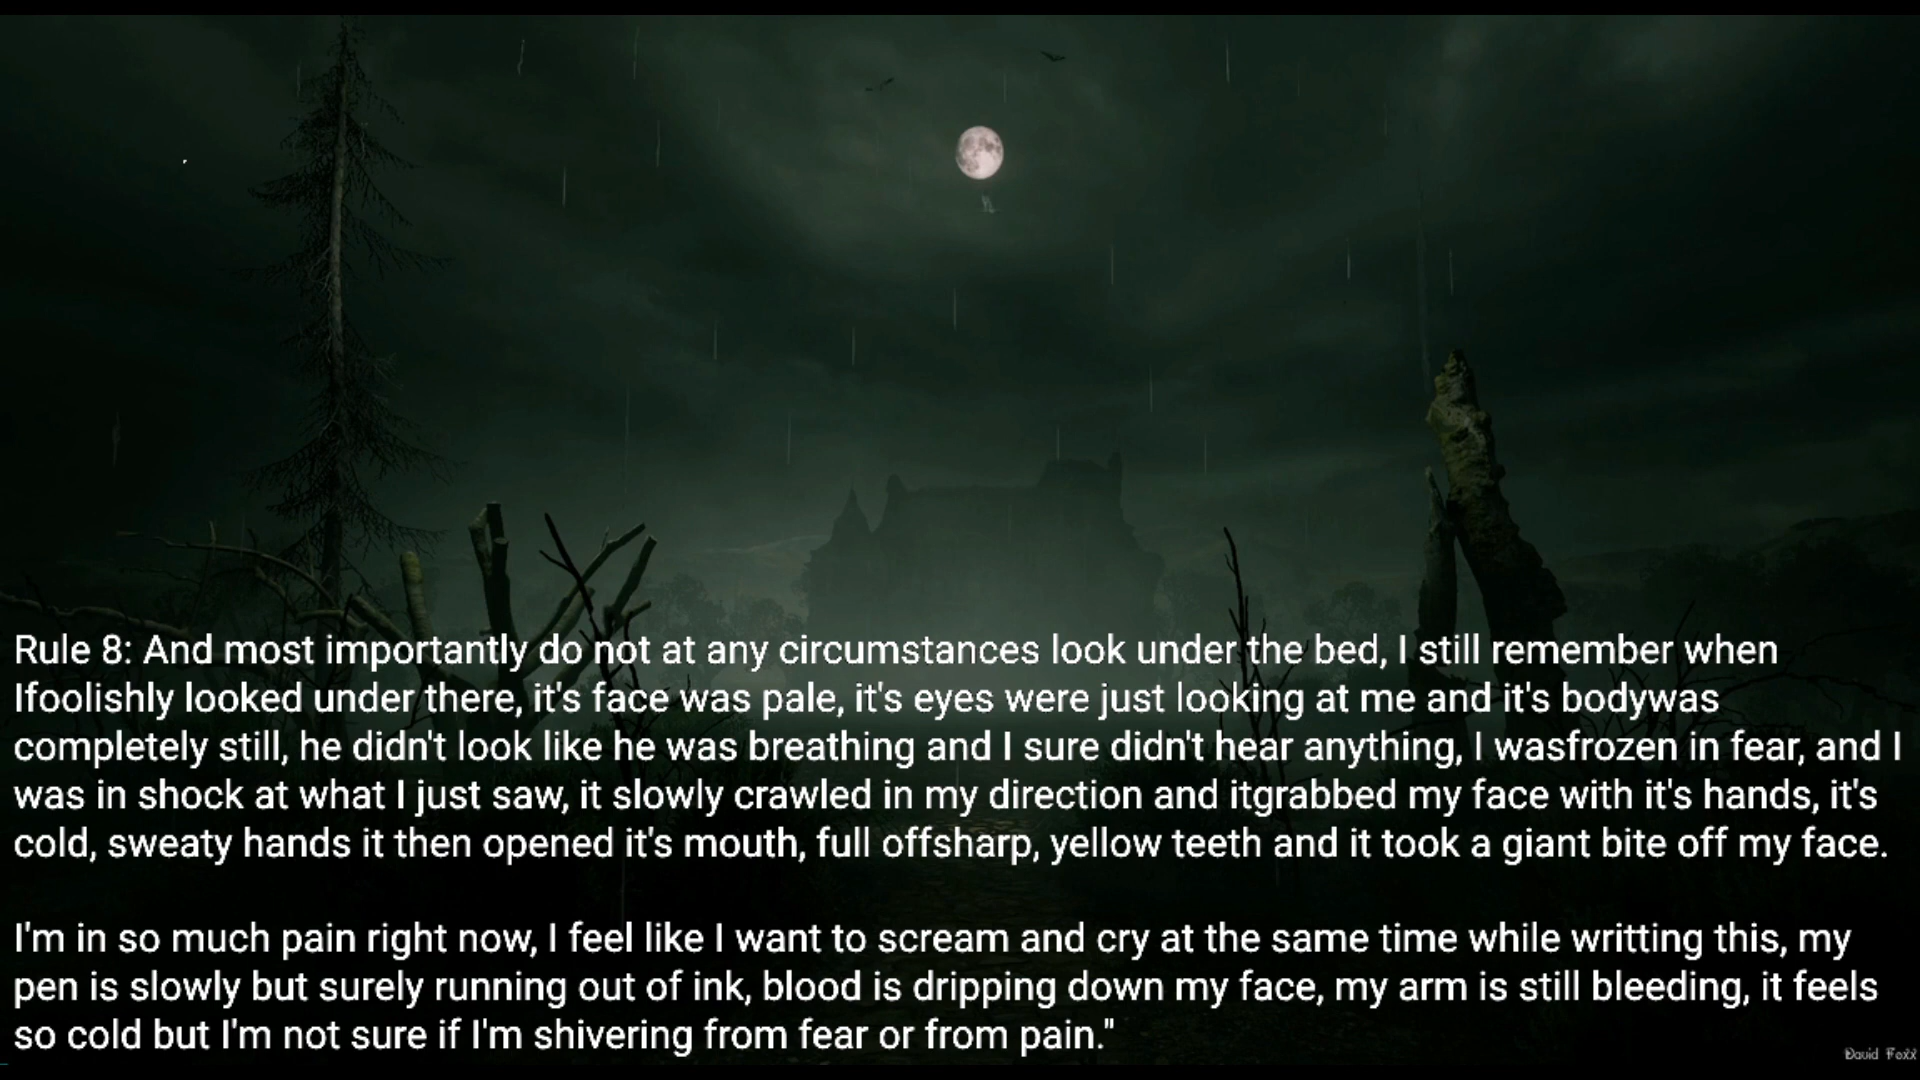 Rule 8: And most importantly do not at any circumstances look under the bed, I still remember when
Ifoolishly looked under there, it's face was pale, it's eyes were just looking at me and it's bodywas
completely still, he didn't look like he was breathing and I sure didn't hear anything, I wasfrozen in fear, and I
was in shock at what I just saw, it slowly crawled in my direction and itgrabbed my face with it's hands, it's
cold, sweaty hands it then opened it's mouth, full offsharp, yellow teeth and it took a giant bite off my face.
I'm in so much pain right now, I feel like I want to scream and cry at the same time while writting this, my
pen is slowly but surely running out of ink, blood is dripping down my face, my arm is still bleeding, it feels
so cold but I'm not sure if I'm shivering from fear or from pain."
David Foxx